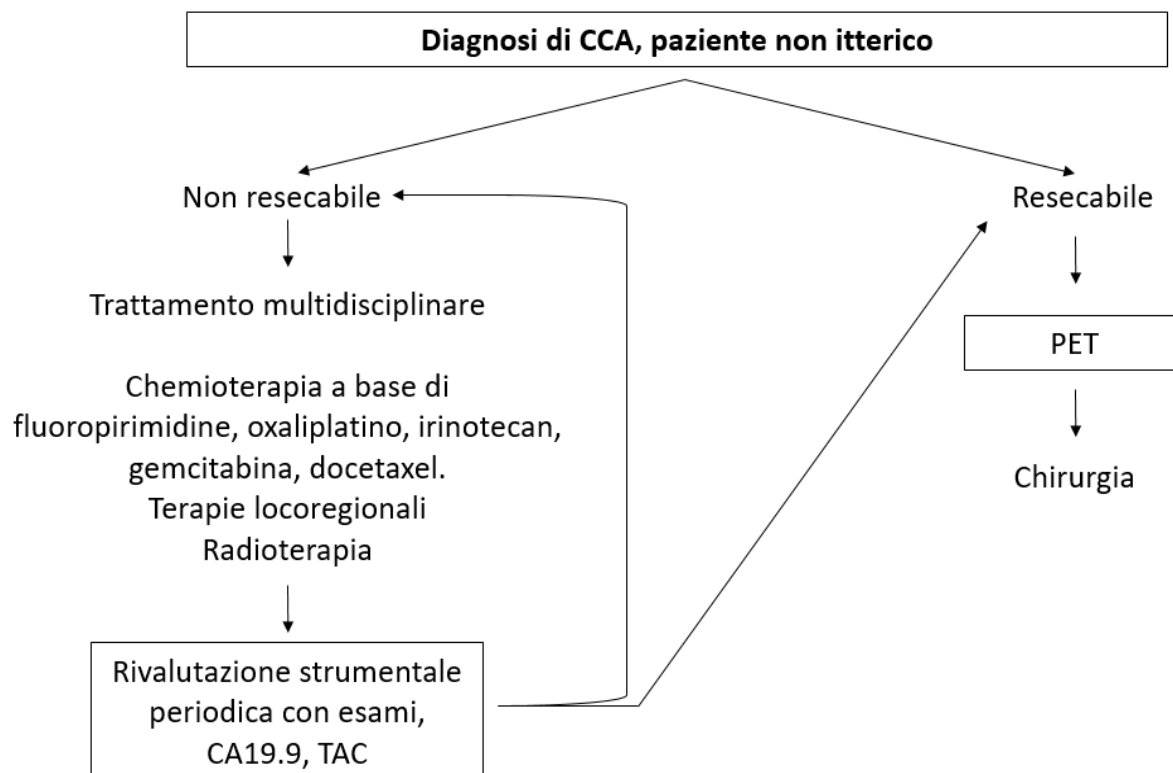 Diagnosi di CCA, paziente non itterico
Non resecabile
Resecabile
Trattamento multidisciplinare
PET
Chemioterapia a base di
fluoropirimidine, oxaliplatino, irinotecan,
gemcitabina, docetaxel.
Terapie locoregionali
Radioterapia
Chirurgia
Rivalutazione strumentale
periodica con esami,
CA19.9, TAC